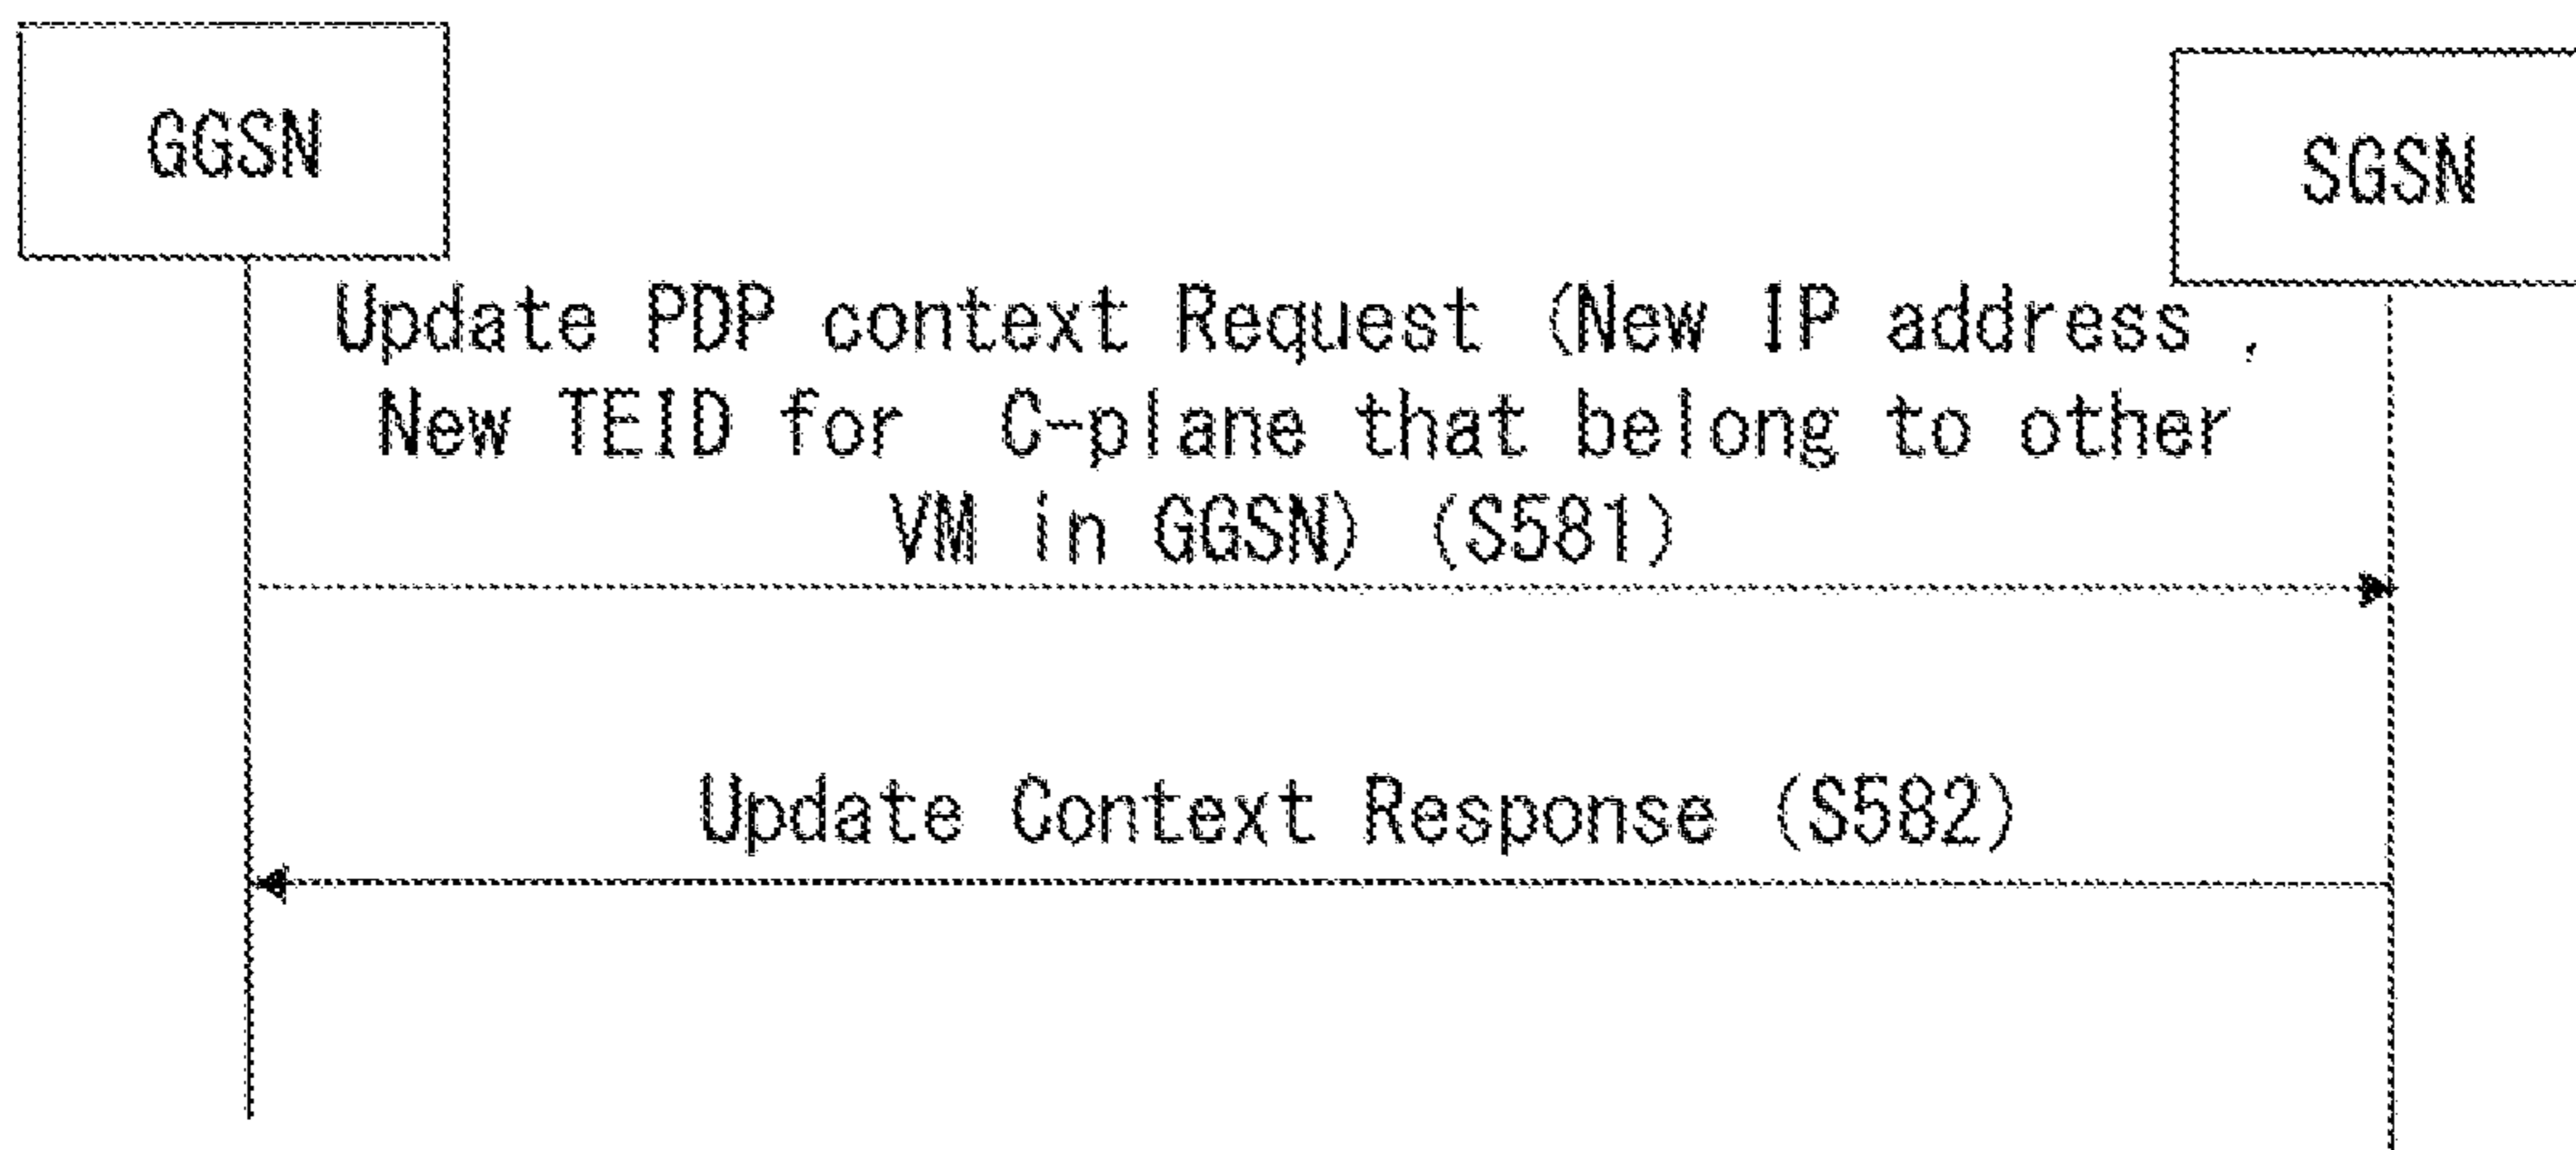 GGSN
SGSN
Update PDP context Request (New IP address ,
New TEID for C-plane that belong to other
VM in GGSN) (S581)
Update Context Response (S582)